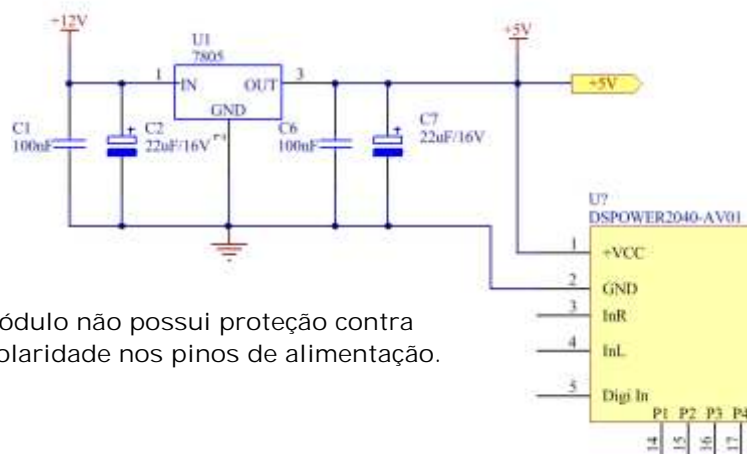 +12V
U1
7805
1 IN OUT 3
GND
2
+5V
+5V
C1
100nF
C2
22uF/16V
C6
100nF
C7
22uF/16V
U?
DSPOWER2040-AV01
1 +VCC
2 GND
3 InR
4 InL
5 Digi In
P1 P2 P3 P4
14 15 16 17
ódulo não possui proteção contra
olaridade nos pinos de alimentação.